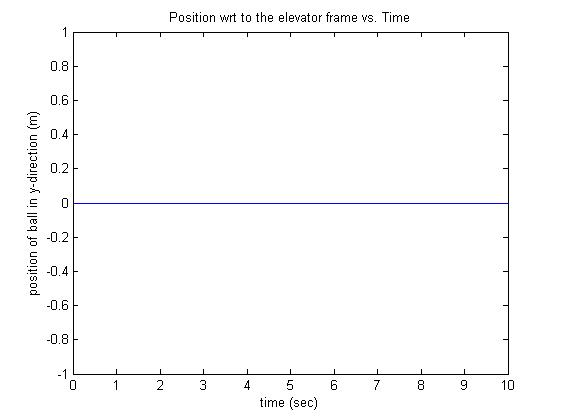 Position wrt to the elevator frame vs. Time
position of ball in y-direction (m)
1
0.8
0.6
0.4
0.2
0
-0.2
-0.4
-0.6
-0.8
-1
0 1 2 3 4 5 6 7 8 9 10
time (sec)